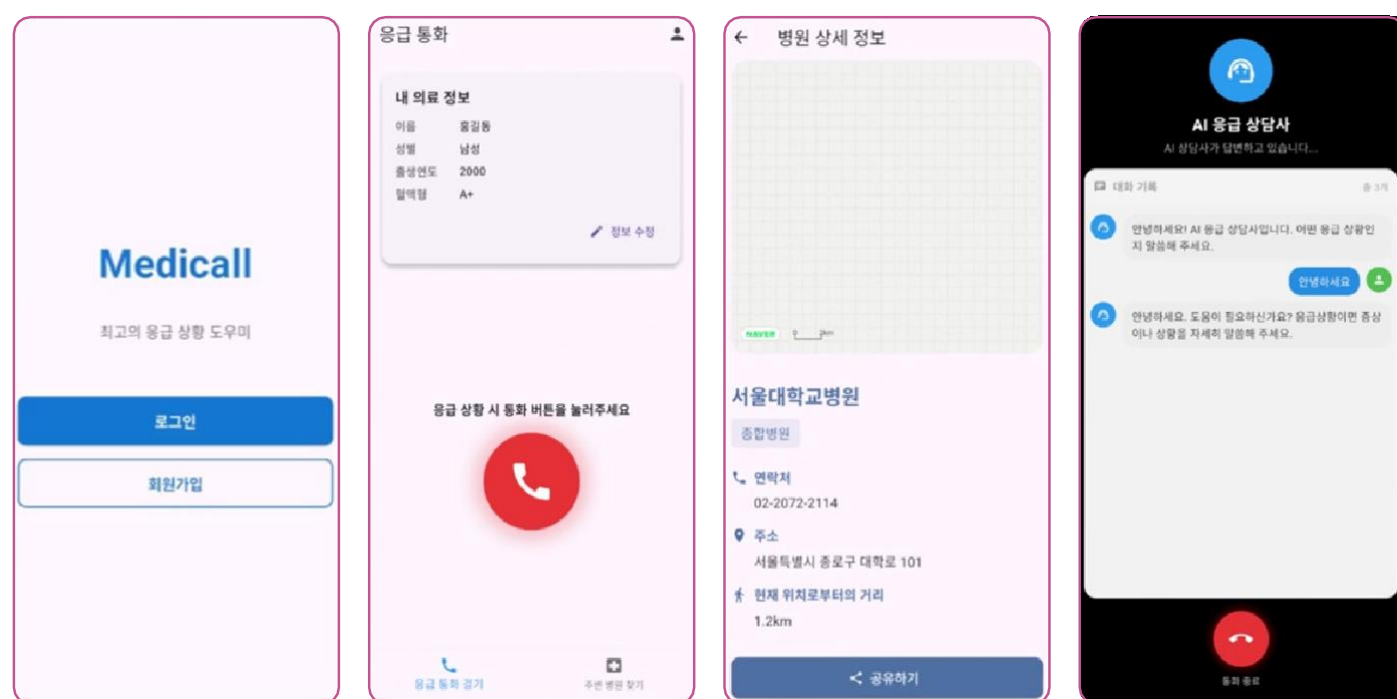 Medicall
최고의 응급 상황 도우미
로그인
회원가입
응급 통화
내 의료 정보
이름 홍길동
성별 남성
출생연도 2000
혈액형 A+
정보 수정
응급 상황 시 통화 버튼을 눌러주세요
응급 통화 걸기
주변 병원 찾기
병원 상세 정보
NAVER 0 2km
서울대학교병원
종합병원
연락처
02-2072-2114
주소
서울특별시 종로구 대학로 101
현재 위치로부터의 거리
1.2km
공유하기
AI 응급 상담사
AI 상담사가 답변하고 있습니다...
대화 기록 총 3개
안녕하세요! AI 응급 상담사입니다. 어떤 응급 상황인
지 말씀해 주세요.
안녕하세요
안녕하세요. 도움이 필요하신가요? 응급상황이면 증상
이나 상황을 자세히 말씀해 주세요.
통화 종료